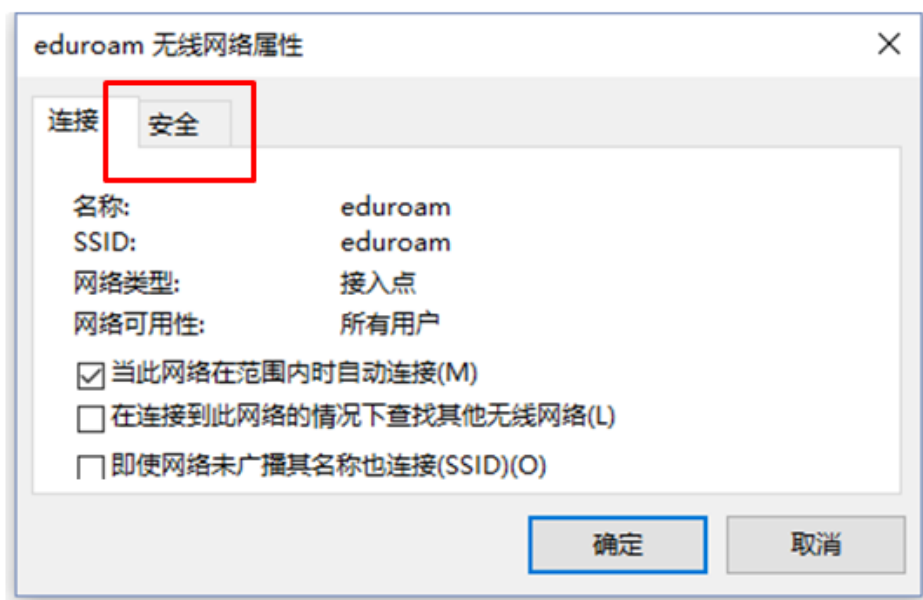 eduroam 无线网络属性
连接 安全
名称: eduroam
SSID: eduroam
网络类型: 接入点
网络可用性: 所有用户
当此网络在范围内时自动连接(M)
在连接到此网络的情况下查找其他无线网络(L)
即使网络未广播其名称也连接(SSID)(O)
确定 取消